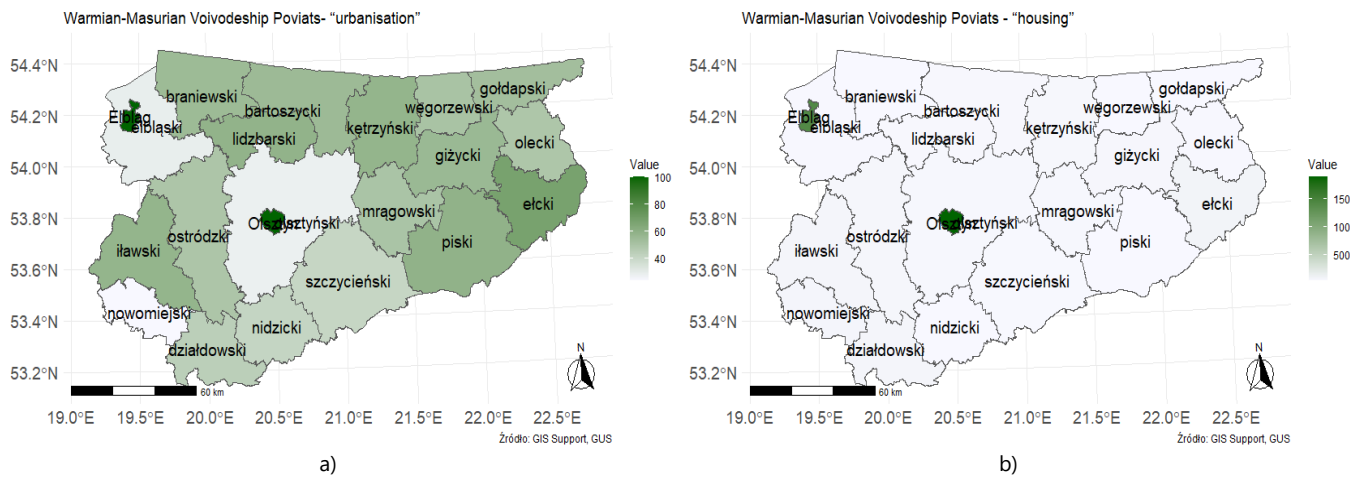 Warmian-Masurian Voivodeship Poviats- “urbanisation”
54.4°N
54.2°N
54.0°N
53.8°N
53.6°N
53.4°N
53.2°N
19.0°E 19.5°E 20.0°E 20.5°E 21.0°E 21.5°E 22.0°E 22.5°E
gołdapski
braniewski
węgorzewski
bartoszycki
Elbląg
elbląski
kętrzyński
lidzbarski
olecki
giżycki
ełcki
mrągowski
Olsztyn
olsztyński
ostródzki
piski
iławski
szczycieński
nowomiejski
nidzicki
działdowski
Value
100
80
60
40
N
60 km
Źródło: GIS Support, GUS
a)
Warmian-Masurian Voivodeship Poviats - “housing”
54.4°N
54.2°N
54.0°N
53.8°N
53.6°N
53.4°N
53.2°N
19.0°E 19.5°E 20.0°E 20.5°E 21.0°E 21.5°E 22.0°E 22.5°E
gołdapski
braniewski
węgorzewski
bartoszycki
Elbląg
elbląski
kętrzyński
lidzbarski
olecki
giżycki
ełcki
mrągowski
Olsztyn
olsztyński
ostródzki
piski
iławski
szczycieński
nowomiejski
nidzicki
działdowski
Value
150
100
500
N
60 km
Źródło: GIS Support, GUS
b)